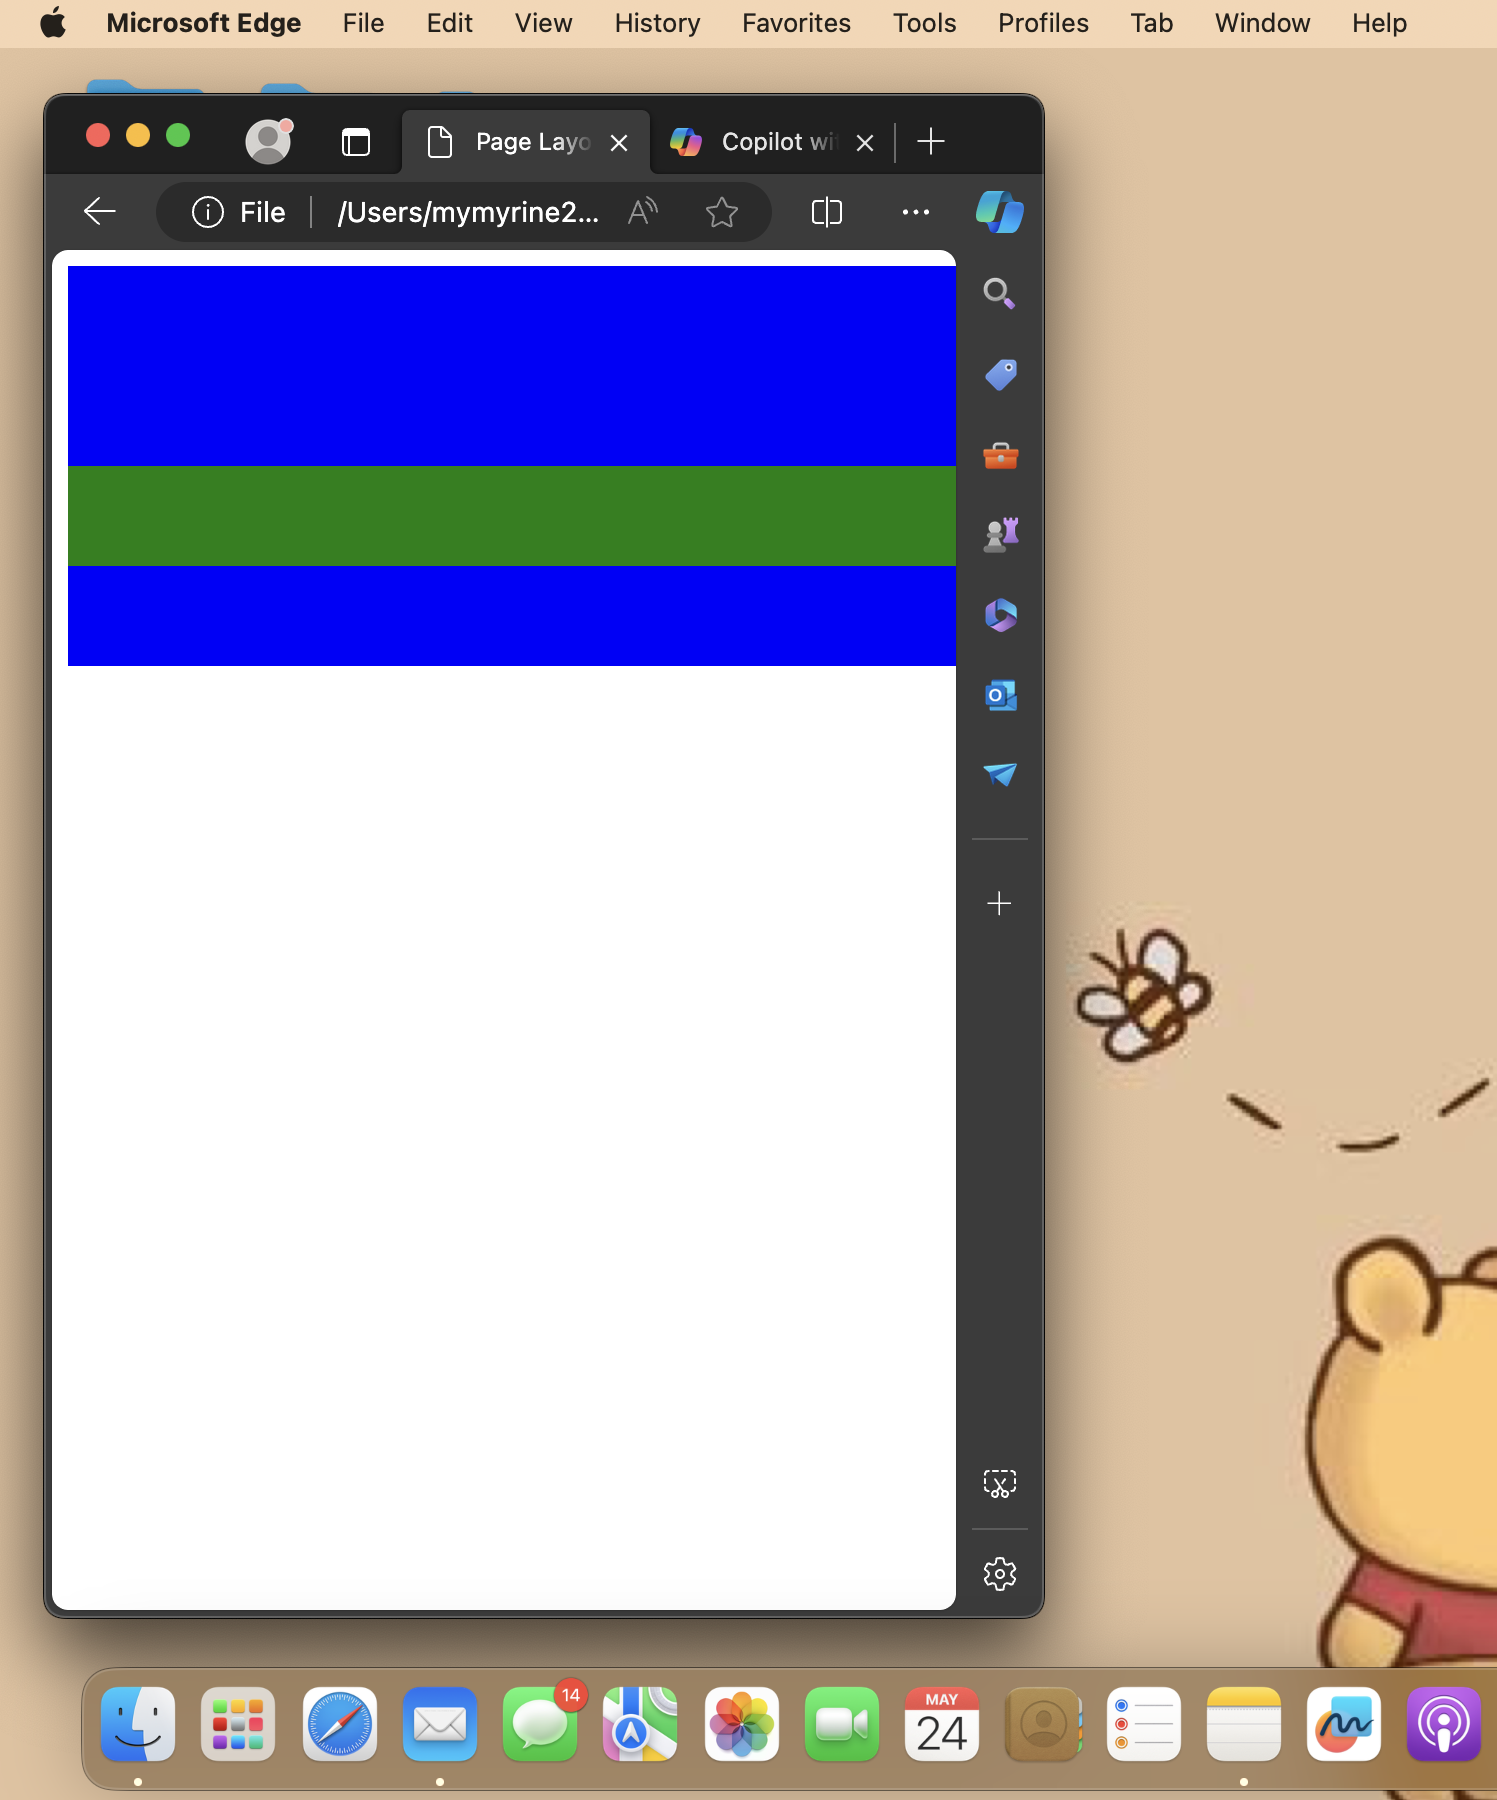 Microsoft Edge File Edit View History Favorites Tools Profiles Tab Window Help
Page Layo Copilot wi
File /Users/mymyrine2...
14
MAY
24